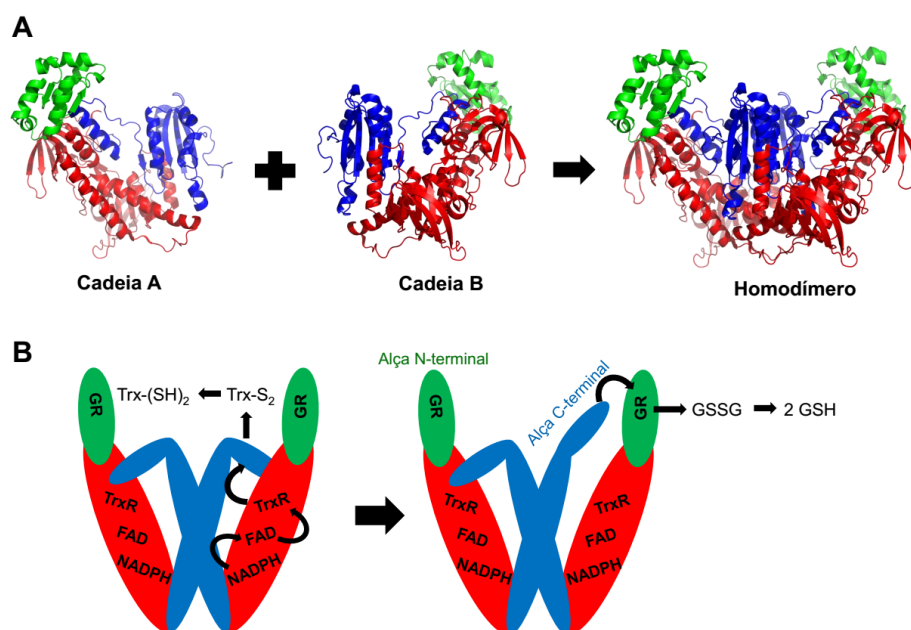 A
Cadeia A
Cadeia B
Homodímero
B
GR
Trx-(SH)2
Trx-S2
GR
TrxR
FAD
NADPH
TrxR
FAD
NADPH
Alça N-terminal
GR
Alça C-terminal
GR
GSSG
2 GSH
TrxR
FAD
NADPH
TrxR
FAD
NADPH